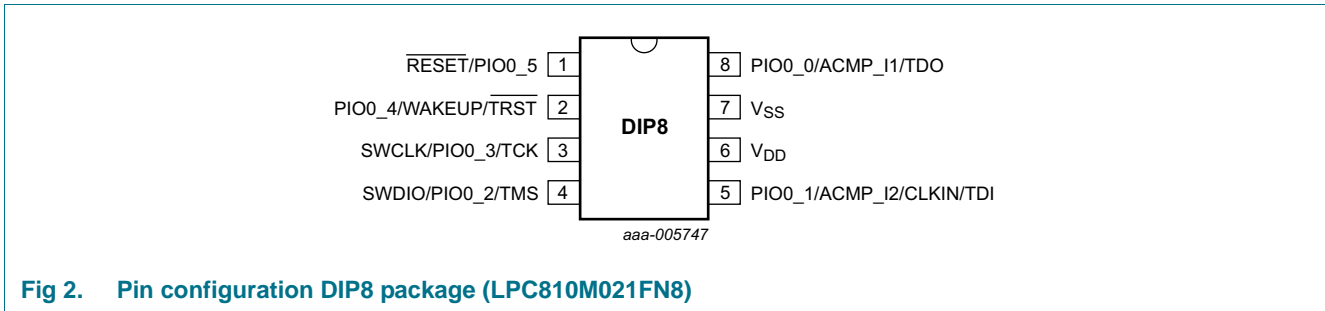 RESET/PIO0_5 1 8 PIO0_0/ACMP_I1/TDO
PIO0_4/WAKEUP/TRST 2 7 VSS
DIP8
SWCLK/PIO0_3/TCK 3 6 VDD
SWDIO/PIO0_2/TMS 4 5 PIO0_1/ACMP_I2/CLKIN/TDI
aaa-005747
Fig 2. Pin configuration DIP8 package (LPC810M021FN8)